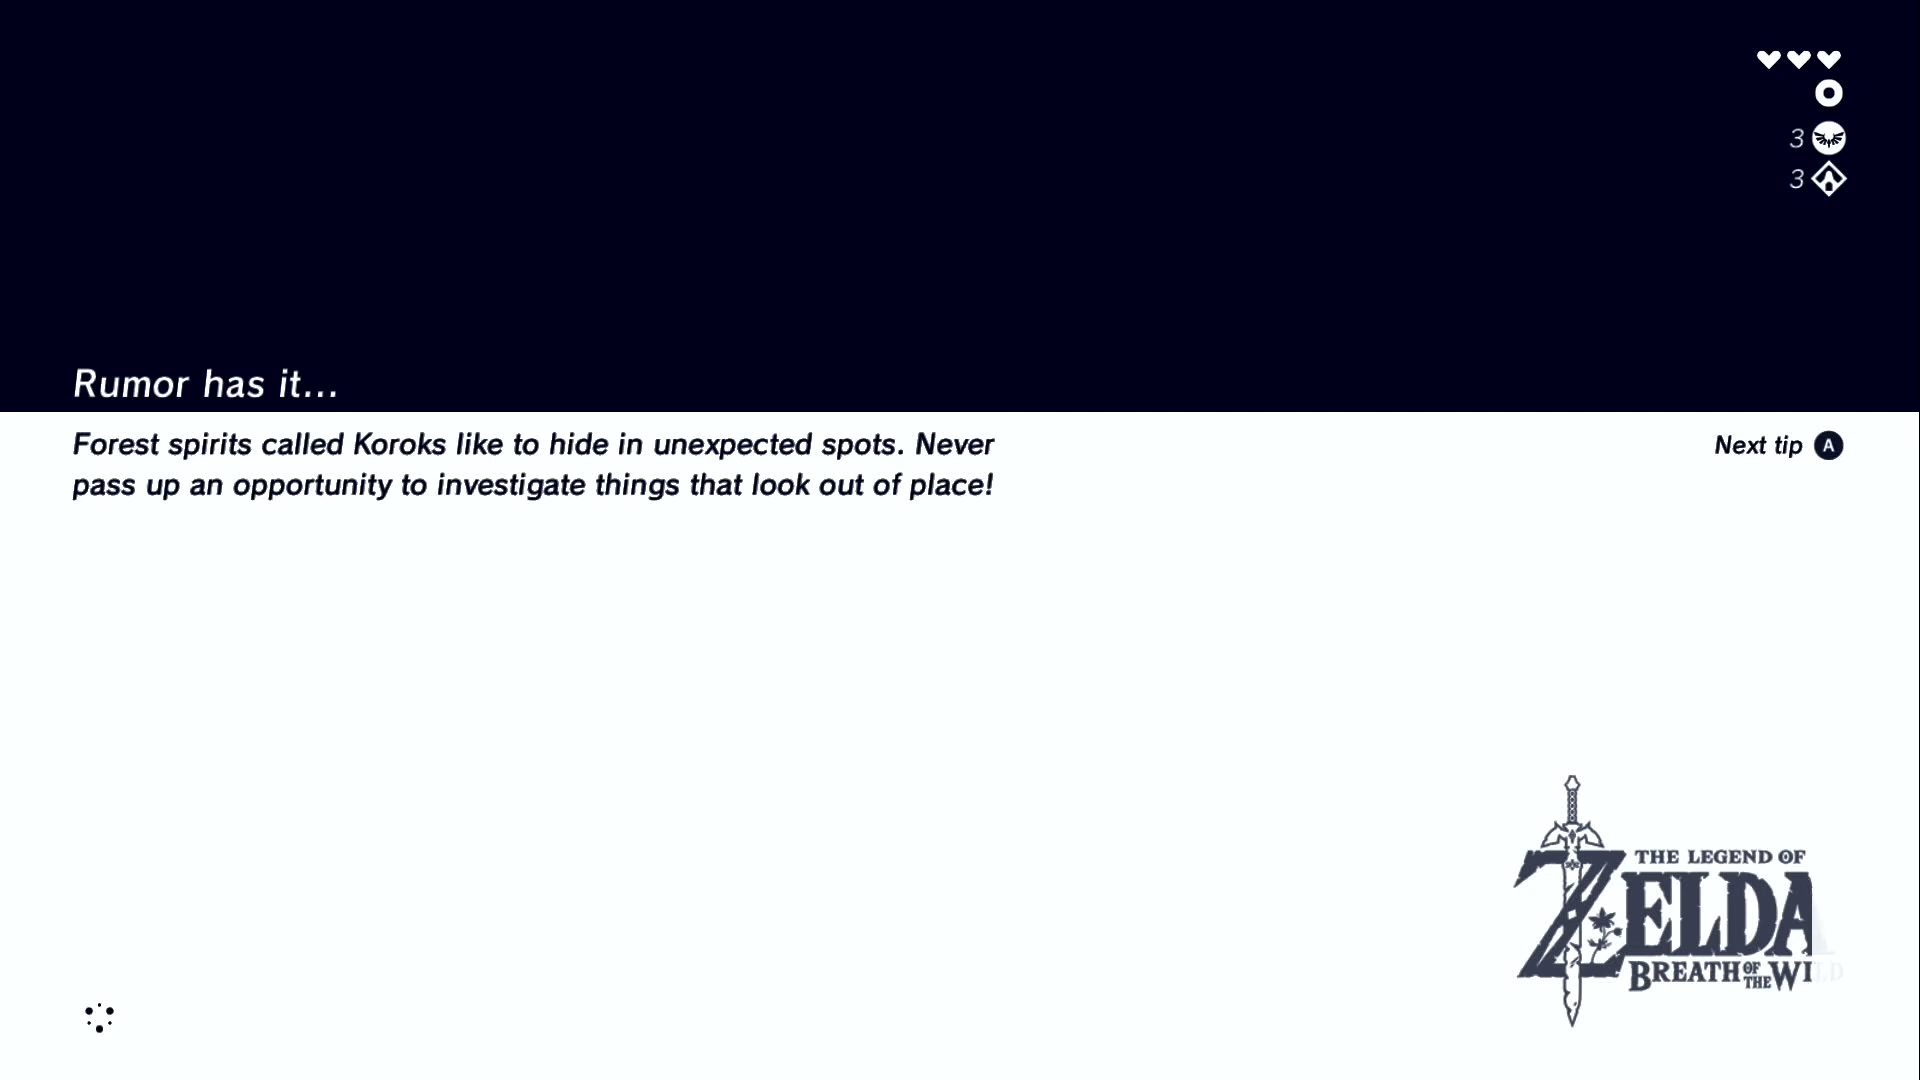 3
3
Rumor has it...
Forest spirits called Koroks like to hide in unexpected spots. Never
pass up an opportunity to investigate things that look out of place!
Next tip A
THE LEGEND OF
ZELDA
BREATH OF THE WILD